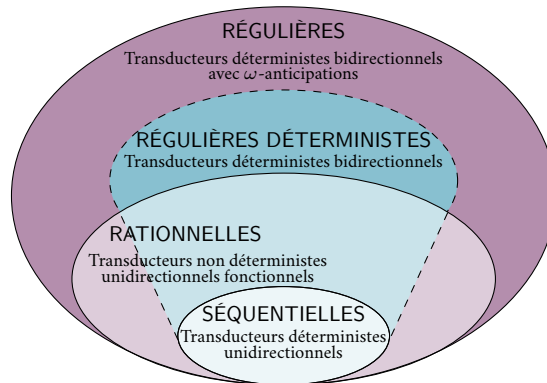 RÉGULIÈRES
Transducteurs déterministes bidirectionnels
avec ω-anticipations
RÉGULIÈRES DÉTERMINISTES
Transducteurs déterministes bidirectionnels
RATIONNELLES
Transducteurs non déterministes
unidirectionnels fonctionnels
SÉQUENTIELLES
Transducteurs déterministes
unidirectionnels